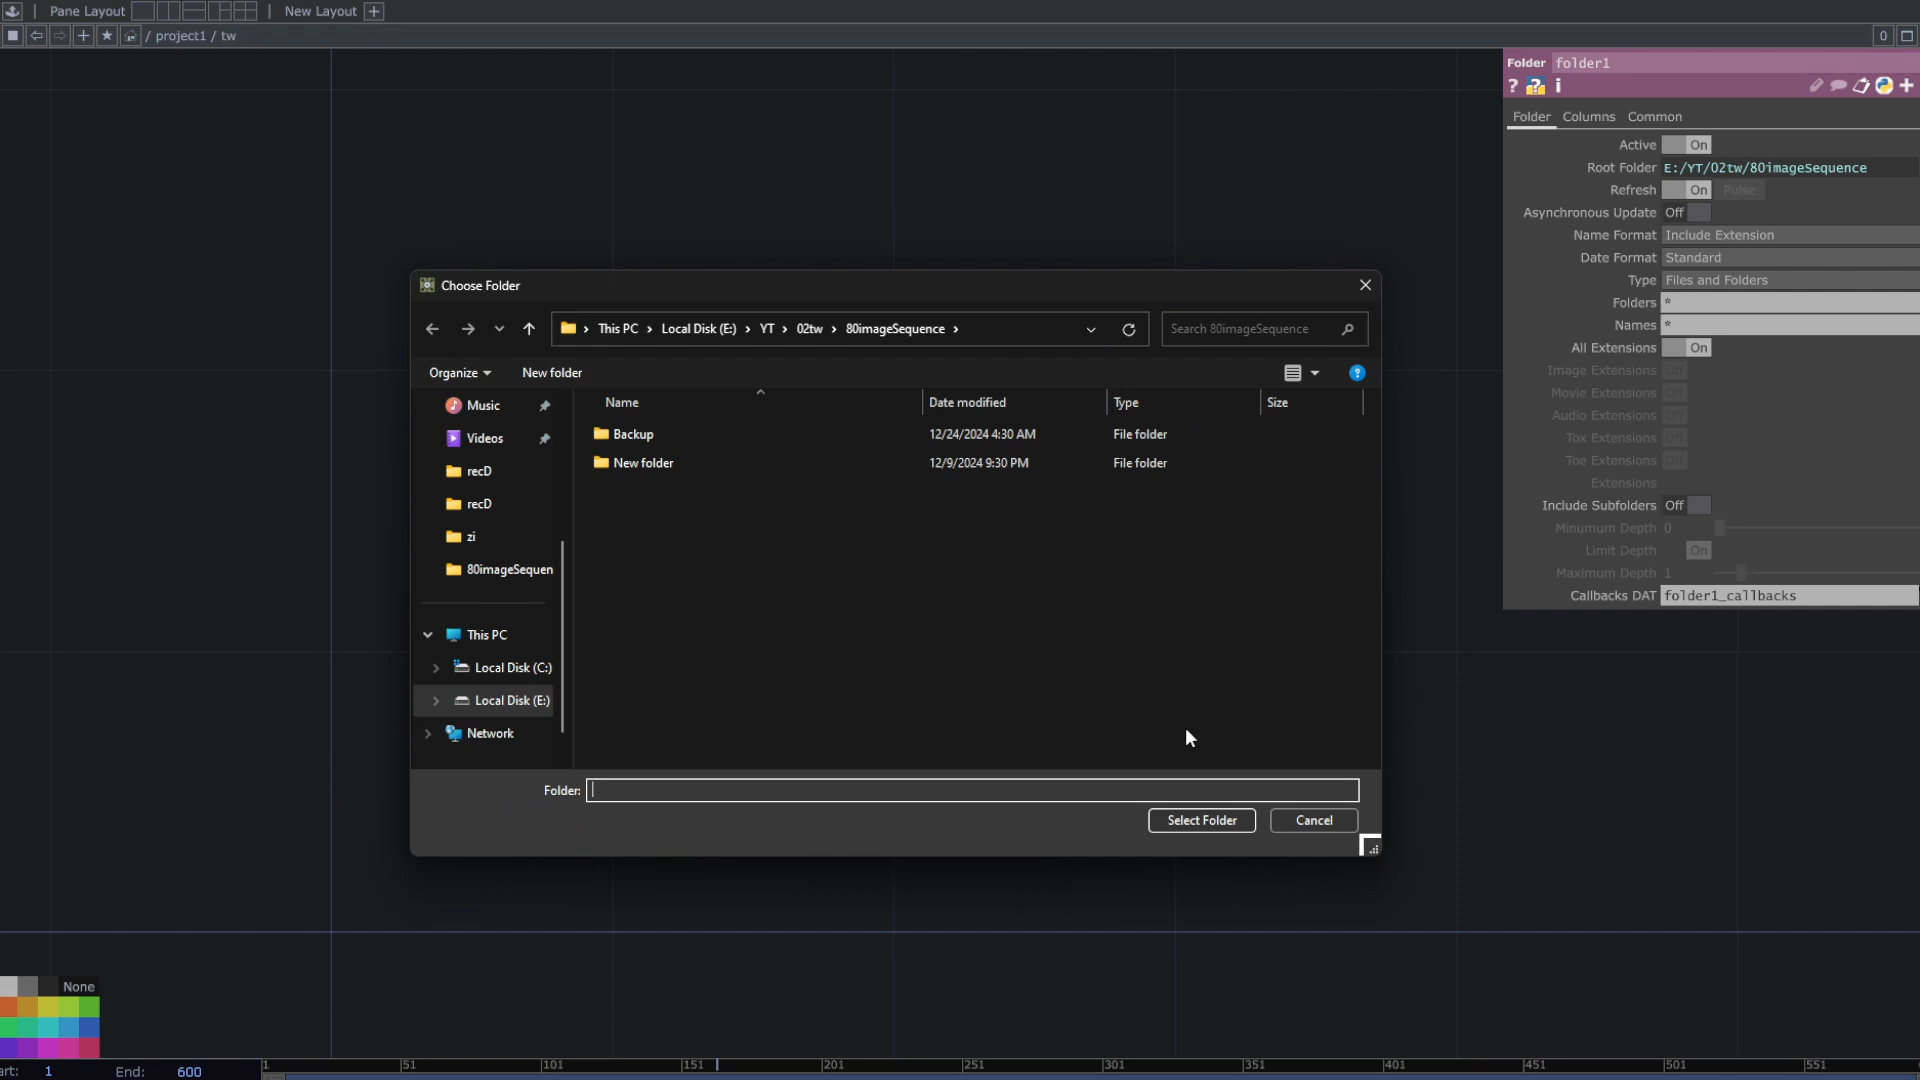 Pane Layout New Layout
/ project1 / tw 0
Folder folder1
? ? i
Folder Columns Common
Active On
Root Folder E:/YT/02tw/80imageSequence
Refresh On Pulse
Asynchronous Update Off
Name Format Include Extension
Date Format Standard
Type Files and Folders
Folders *
Names *
All Extensions On
Image Extensions Off
Movie Extensions Off
Audio Extensions Off
Tox Extensions Off
Toe Extensions Off
Extensions
Include Subfolders Off
Minumum Depth 0
Limit Depth On
Maximum Depth 1
Callbacks DAT folder1_callbacks
Choose Folder
This PC > Local Disk (E:) > YT > 02tw > 80imageSequence >
Search 80imageSequence
Organize New folder ?
Name Date modified Type Size
Backup 12/24/2024 4:30 AM File folder
New folder 12/9/2024 9:30 PM File folder
Music
Videos
recD
recD
zi
80imageSequen
This PC
Local Disk (C:)
Local Disk (E:)
Network
Folder:
Select Folder Cancel
None
1 51 101 151 201 251 301 351 401 451 501 551
art: 1 End: 600